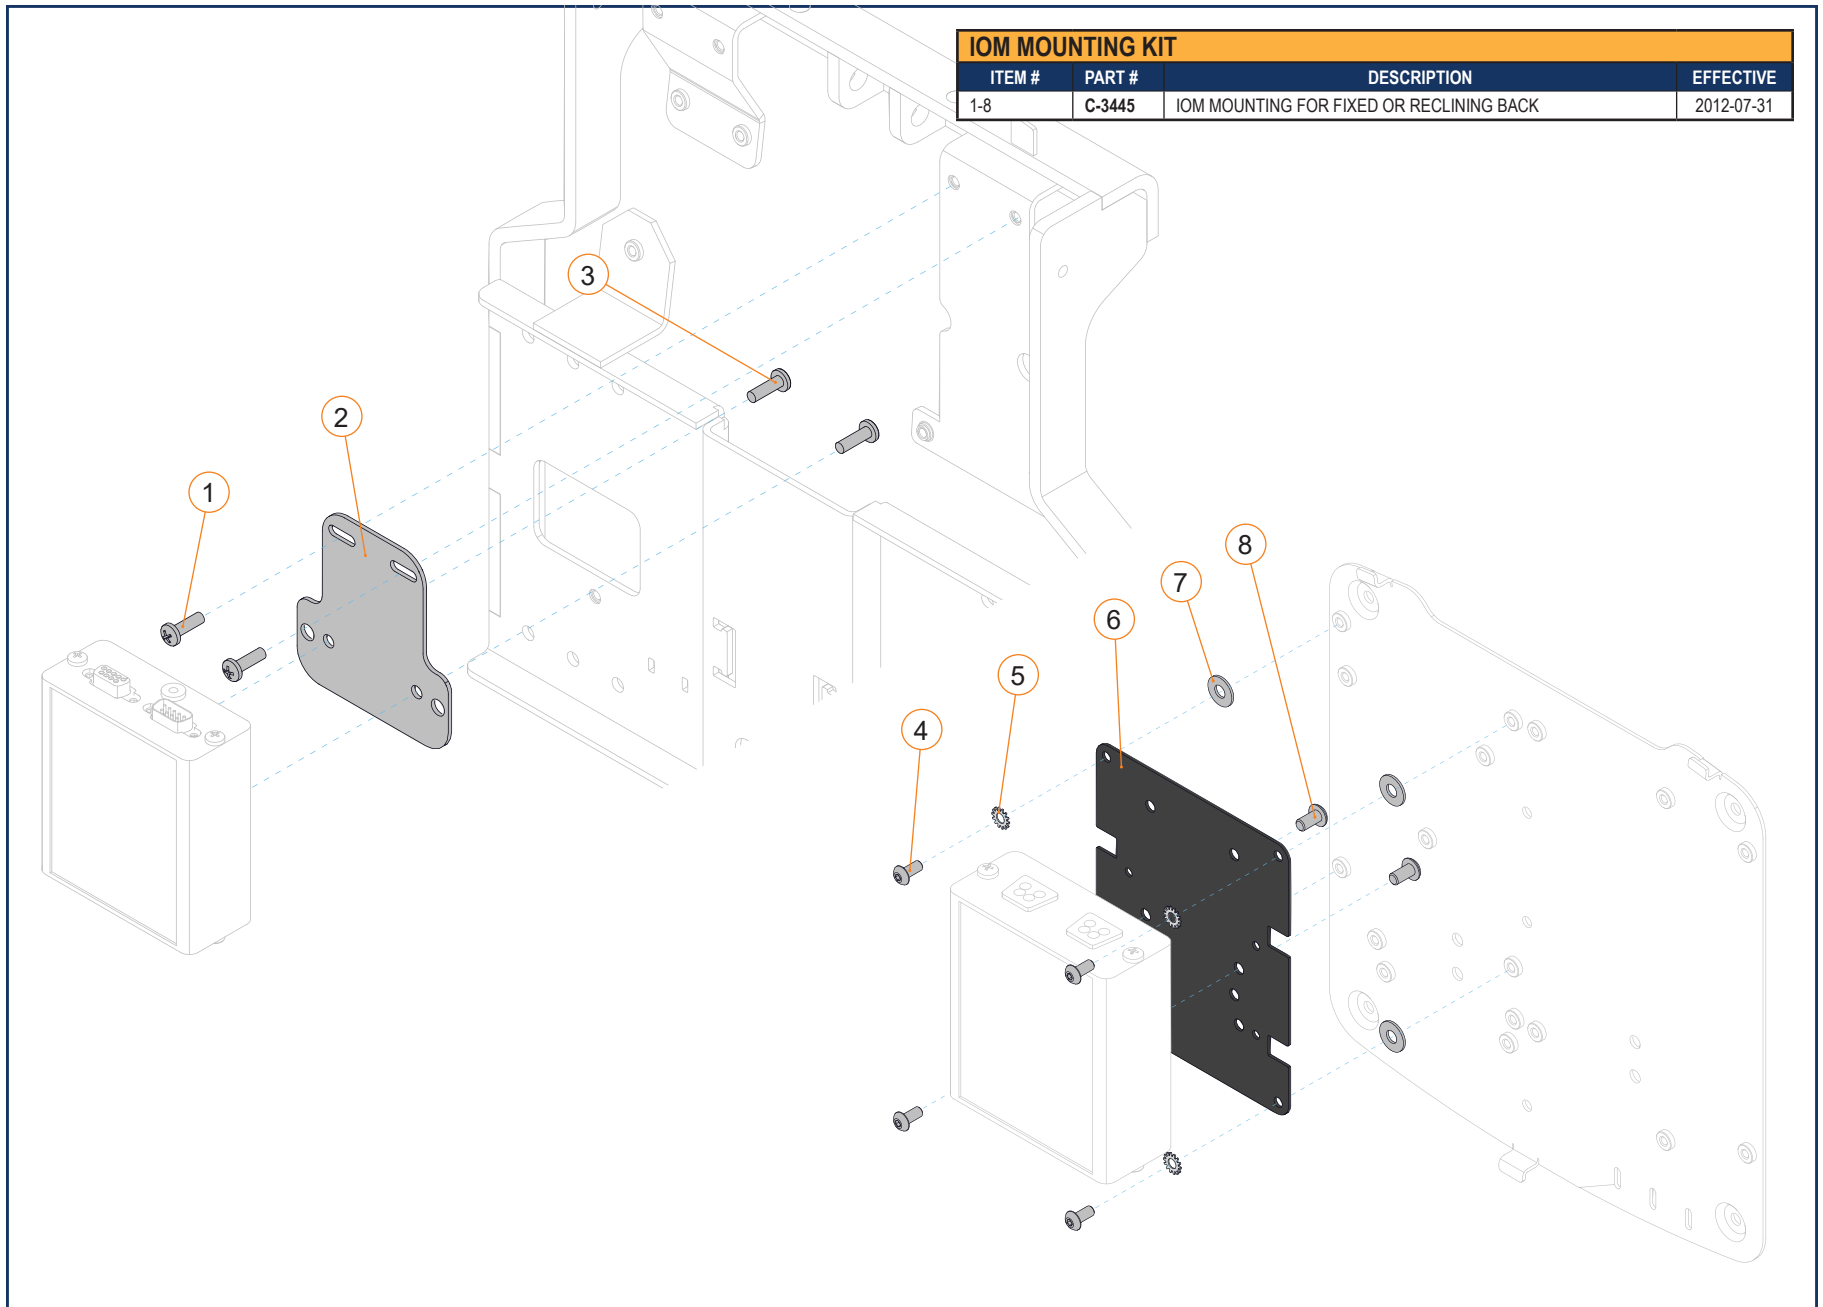 IOM MOUNTING KIT
ITEM # PART # DESCRIPTION EFFECTIVE
1-8 C-3445 IOM MOUNTING FOR FIXED OR RECLINING BACK 2012-07-31
3
2
1
8
7
6
5
4